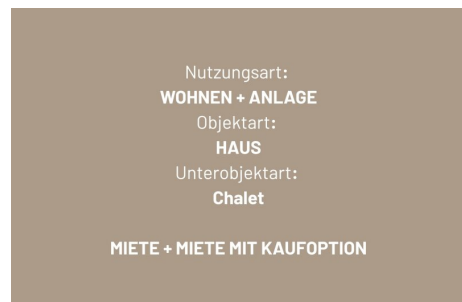 Nutzungsart:
WOHNEN + ANLAGE
Objektart:
HAUS
Unterobjektart:
Chalet
MIETE + MIETE MIT KAUFOPTION